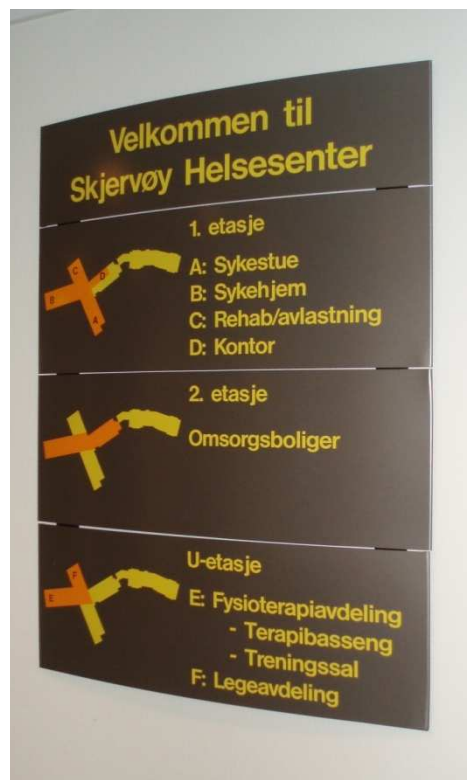 Velkommen til
Skjervøy Helsesenter
1. etasje
A: Sykestue
B: Sykehjem
C: Rehab/avlastning
D: Kontor
C
D
B
A
2. etasje
Omsorgsboliger
U-etasje
E: Fysioterapiavdeling
- Terapibasseng
- Treningssal
F: Legeavdeling
F
E